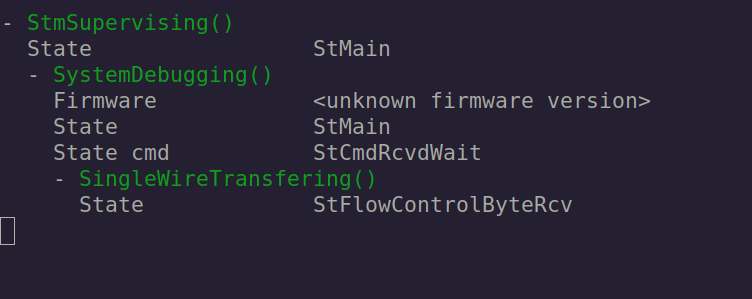 - StmSupervising()
State StMain
- SystemDebugging()
Firmware <unknown firmware version>
State StMain
State cmd StCmdRcvdWait
- SingleWireTransfering()
State StFlowControlByteRcv